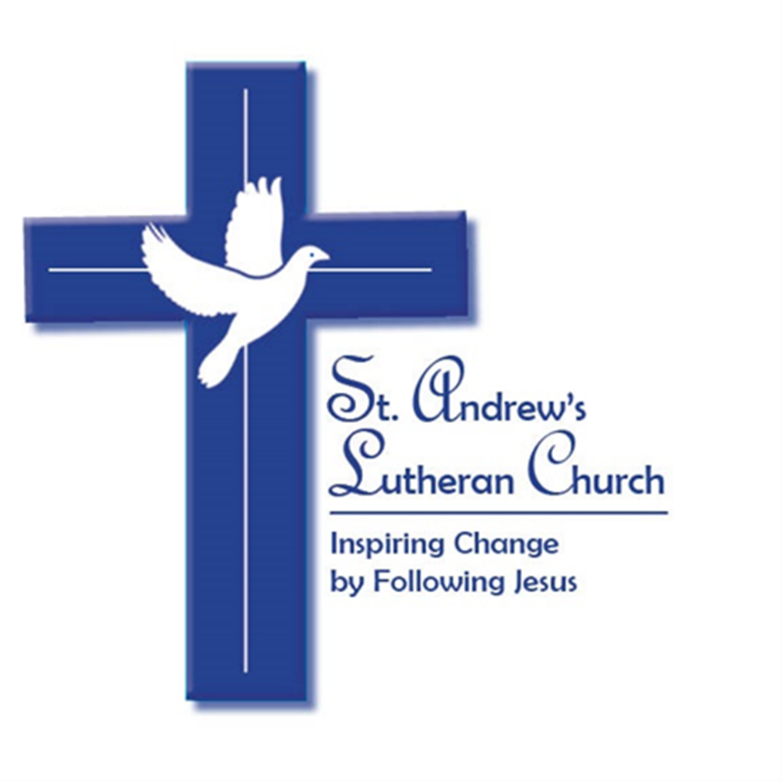 St. Andrew's
Lutheran Church
Inspiring Change
by Following Jesus